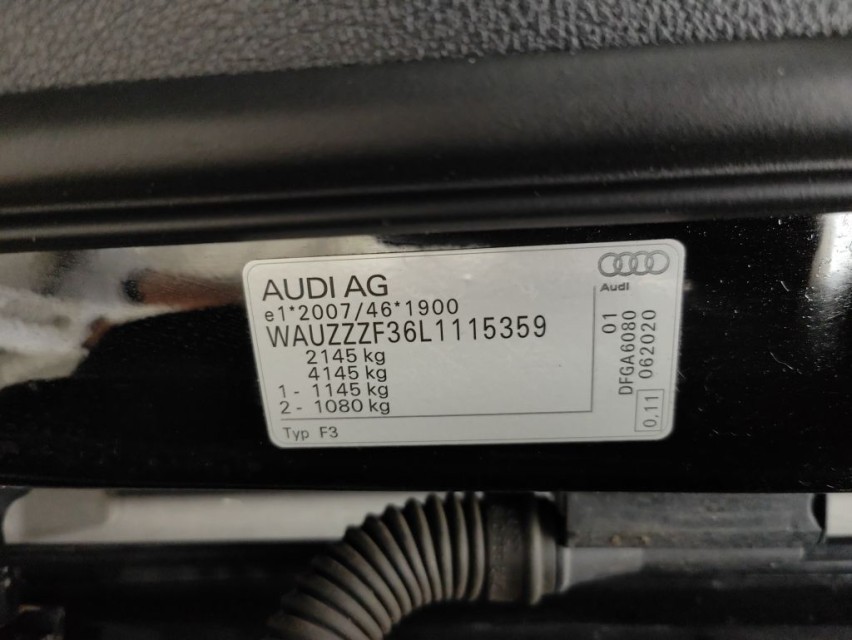 AUDI AG
e1*2007/46*1900
WAUZZZF36L1115359
2145 kg
4145 kg
1 - 1145 kg
2 - 1080 kg
Typ F3
Audi
01
DFGA6080
062020
0,11